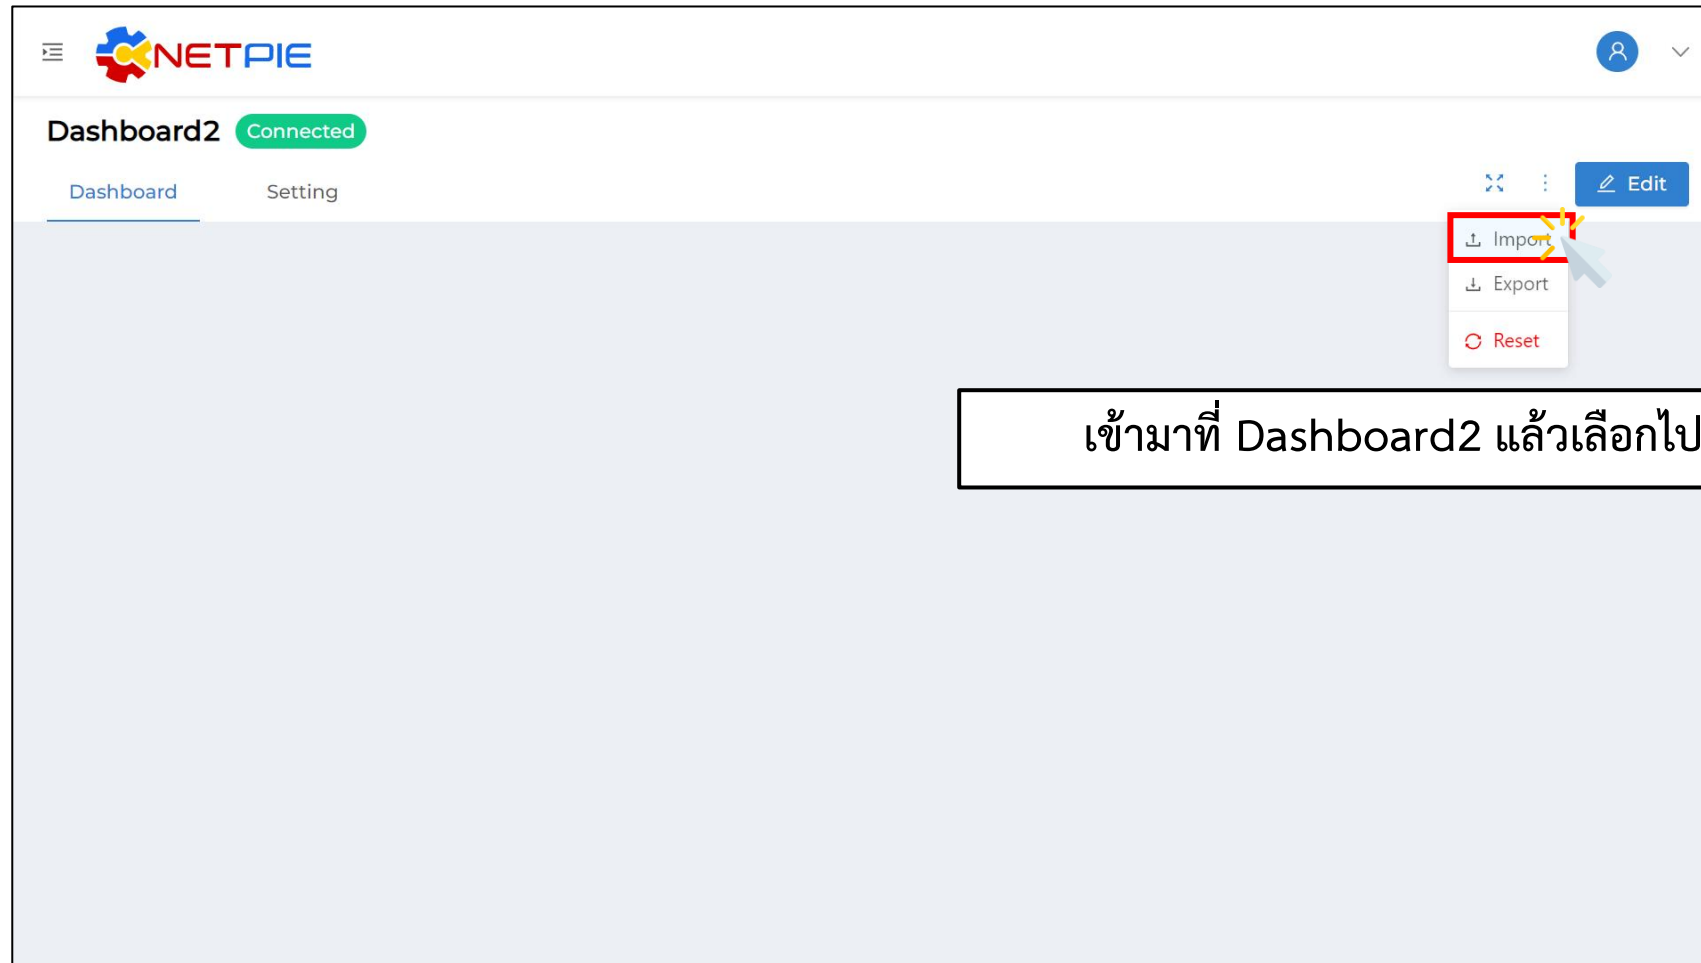 NETPIE
Dashboard2 Connected
Dashboard Setting
Edit
Import
Export
Reset
เข้ามาที่ Dashboard2 แล้วเลือกไป